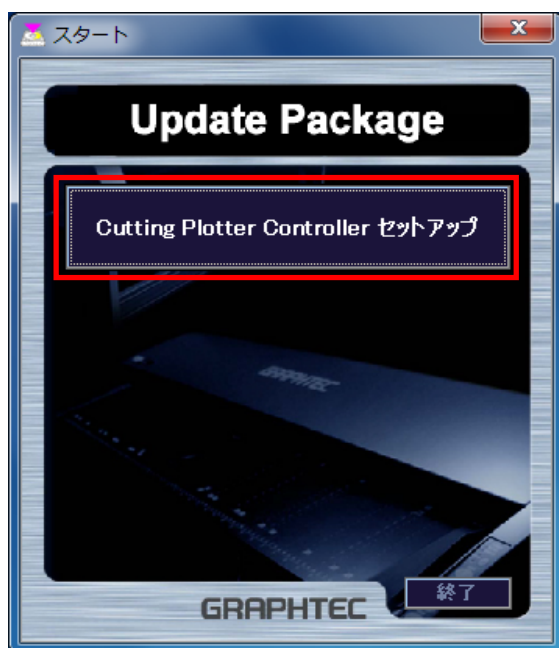 スタート
Update Package
Cutting Plotter Controller セットアップ
GRAPHTEC
終了
GRAPHTEC